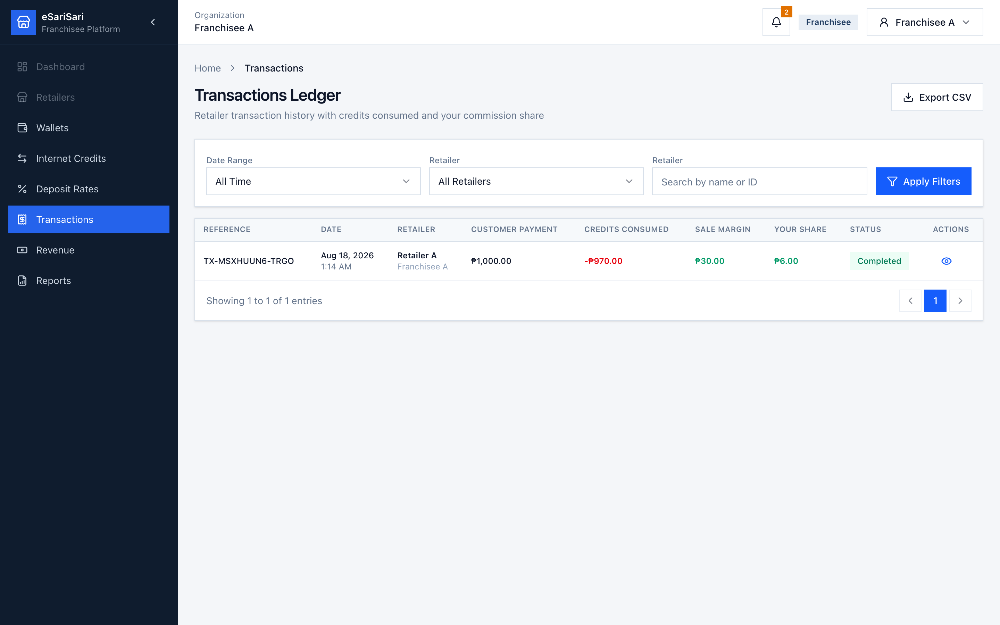 eSariSari
Franchisee Platform
Dashboard
Retailers
Wallets
Internet Credits
Deposit Rates
Transactions
Revenue
Reports
Organization
Franchisee A
2
Franchisee
Franchisee A
Home > Transactions
Transactions Ledger
Retailer transaction history with credits consumed and your commission share
Export CSV
Date Range
All Time
Retailer
All Retailers
Retailer
Search by name or ID
Apply Filters
REFERENCE DATE RETAILER CUSTOMER PAYMENT CREDITS CONSUMED SALE MARGIN YOUR SHARE STATUS ACTIONS
TX-MSXHUUN6-TRGO Aug 18, 2026 Retailer A ₱1,000.00 -₱970.00 ₱30.00 ₱6.00 Completed
1:14 AM Franchisee A
Showing 1 to 1 of 1 entries
1